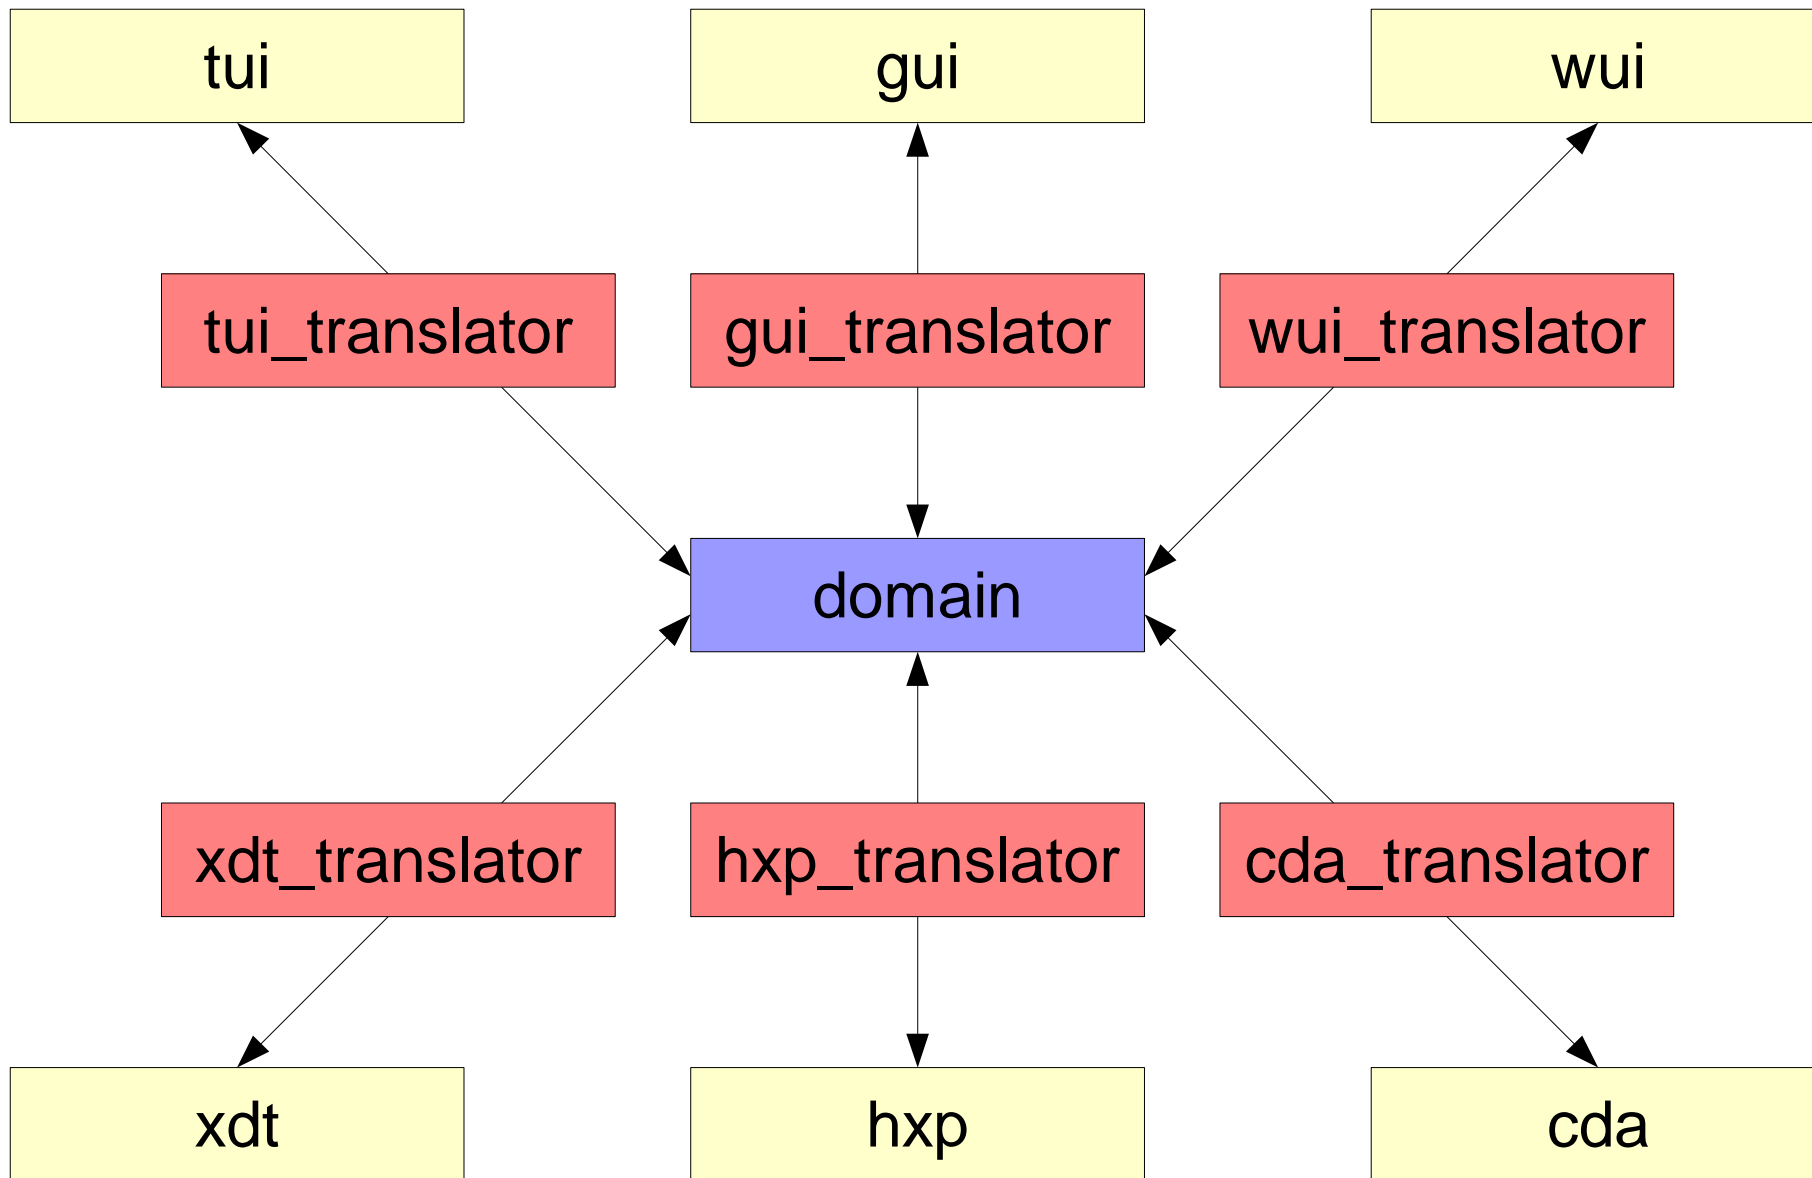 tui
gui
wui
tui_translator
gui_translator
wui_translator
domain
xdt_translator
hxp_translator
cda_translator
xdt
hxp
cda